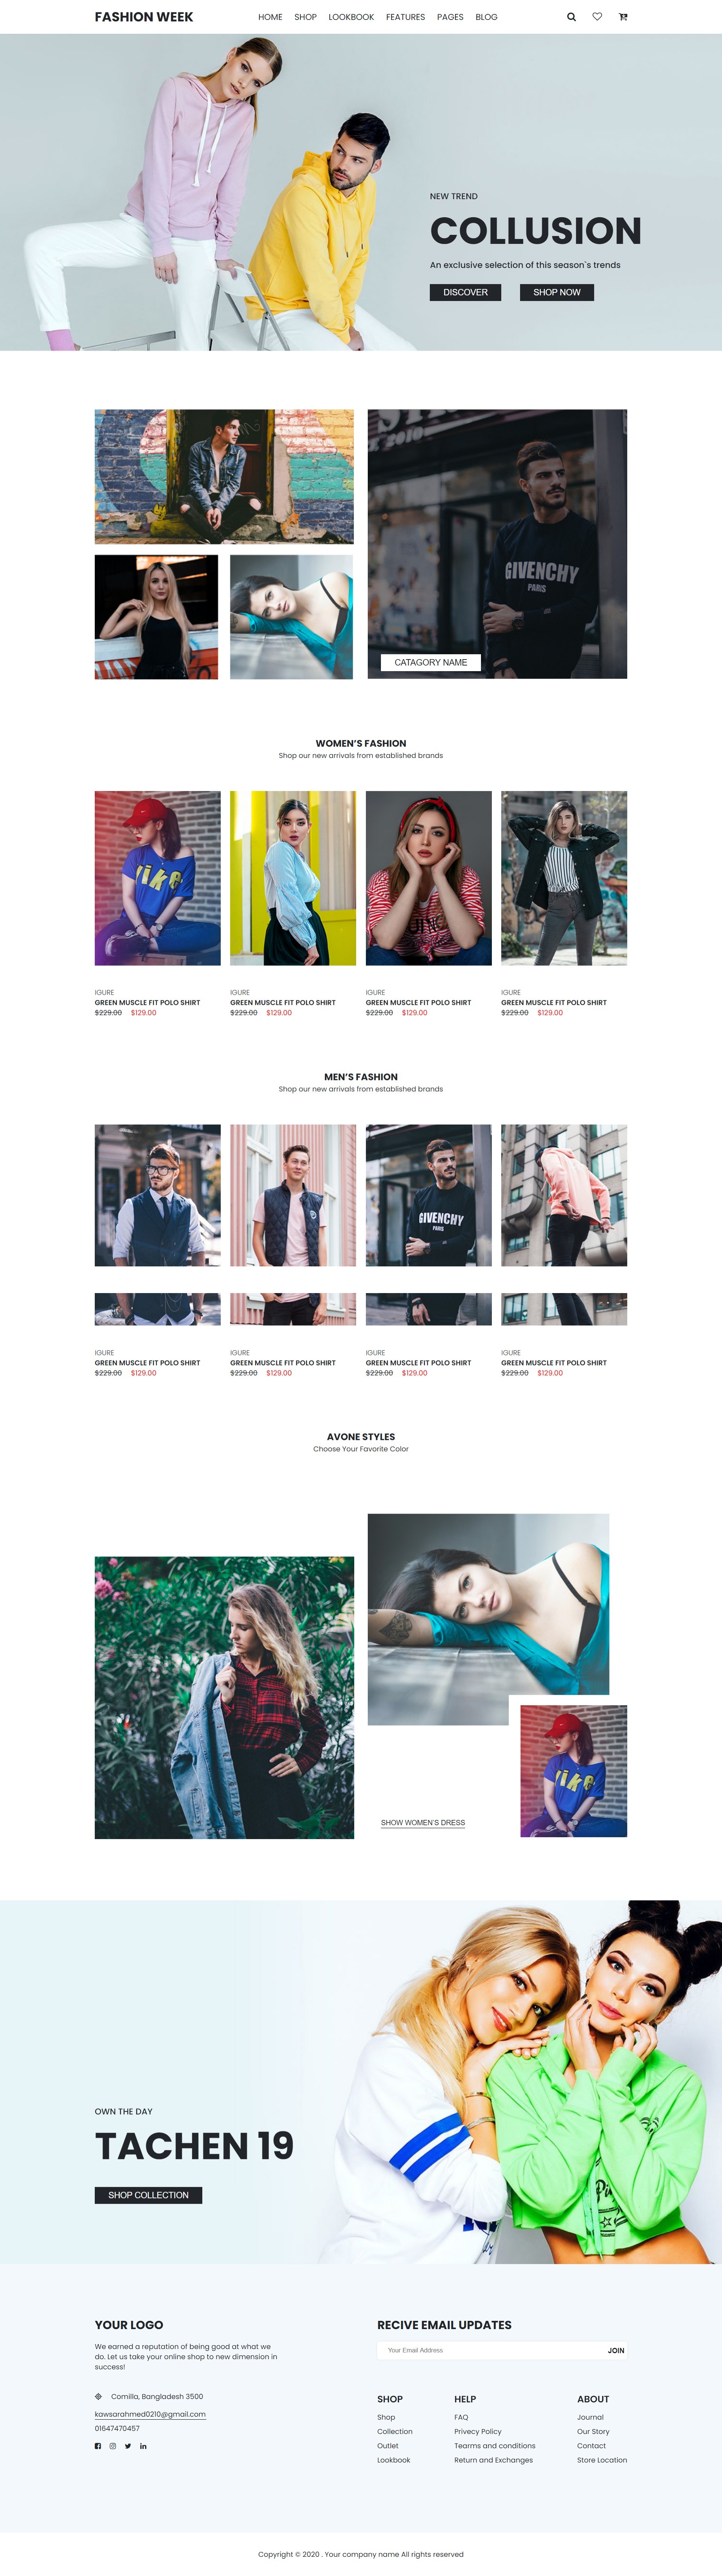 FASHION WEEK
HOME SHOP LOOKBOOK FEATURES PAGES BLOG
NEW TREND
COLLUSION
An exclusive selection of this season`s trends
DISCOVER SHOP NOW
GIVENCHY
PARIS
CATAGORY NAME
WOMEN’S FASHION
Shop our new arrivals from established brands
IGURE IGURE IGURE IGURE
GREEN MUSCLE FIT POLO SHIRT GREEN MUSCLE FIT POLO SHIRT GREEN MUSCLE FIT POLO SHIRT GREEN MUSCLE FIT POLO SHIRT
$229.00 $129.00 $229.00 $129.00 $229.00 $129.00 $229.00 $129.00
MEN’S FASHION
Shop our new arrivals from established brands
GIVENCHY
PARIS
IGURE IGURE IGURE IGURE
GREEN MUSCLE FIT POLO SHIRT GREEN MUSCLE FIT POLO SHIRT GREEN MUSCLE FIT POLO SHIRT GREEN MUSCLE FIT POLO SHIRT
$229.00 $129.00 $229.00 $129.00 $229.00 $129.00 $229.00 $129.00
AVONE STYLES
Choose Your Favorite Color
SHOW WOMEN’S DRESS
OWN THE DAY
TACHEN 19
SHOP COLLECTION
YOUR LOGO
We earned a reputation of being good at what we
do. Let us take your online shop to new dimension in
success!
Comilla, Bangladesh 3500
kawsarahmed0210@gmail.com
01647470457
RECIVE EMAIL UPDATES
Your Email Address JOIN
SHOP HELP ABOUT
Shop FAQ Journal
Collection Privecy Policy Our Story
Outlet Tearms and conditions Contact
Lookbook Return and Exchanges Store Location
Copyright © 2020 . Your company name All rights reserved